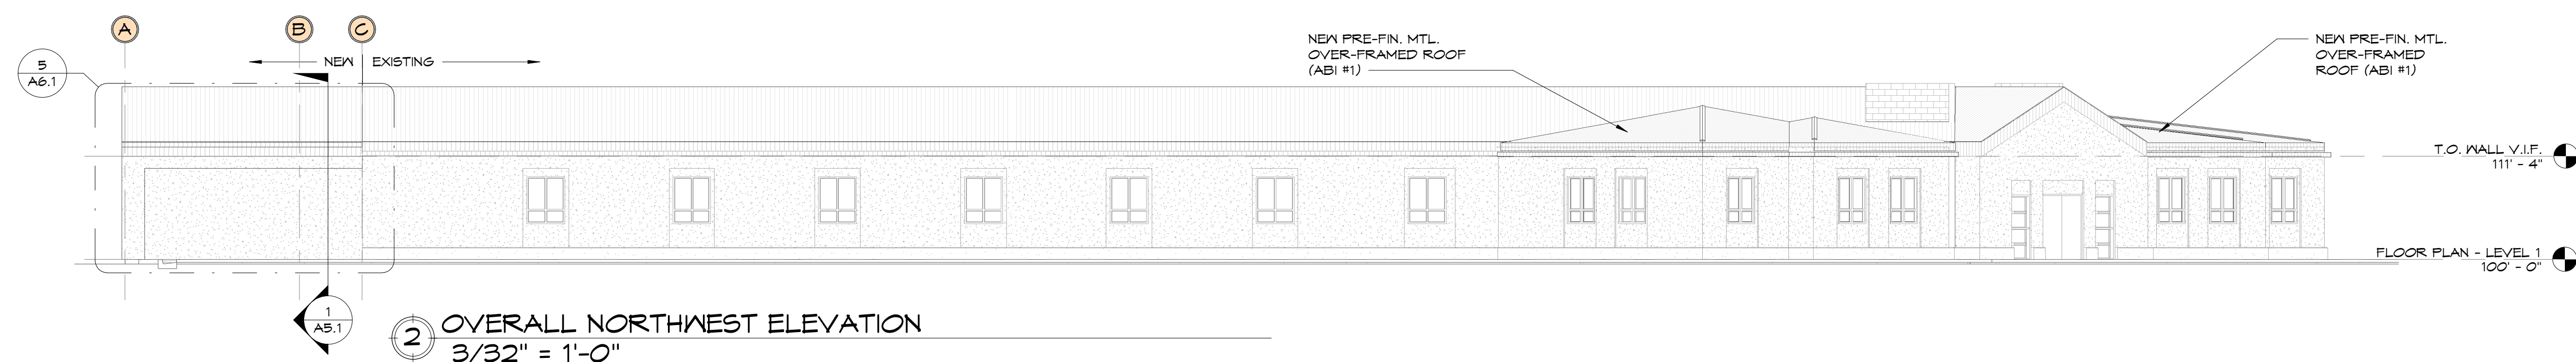 A
B
C
5
A6.1
NEW EXISTING
NEW PRE-FIN. MTL.
OVER-FRAMED ROOF
(ABI #1)
NEW PRE-FIN. MTL.
OVER-FRAMED
ROOF (ABI #1)
T.O. WALL V.I.F.
111' - 4"
FLOOR PLAN - LEVEL 1
100' - 0"
1
A5.1
2
OVERALL NORTHWEST ELEVATION
3/32" = 1'-0"